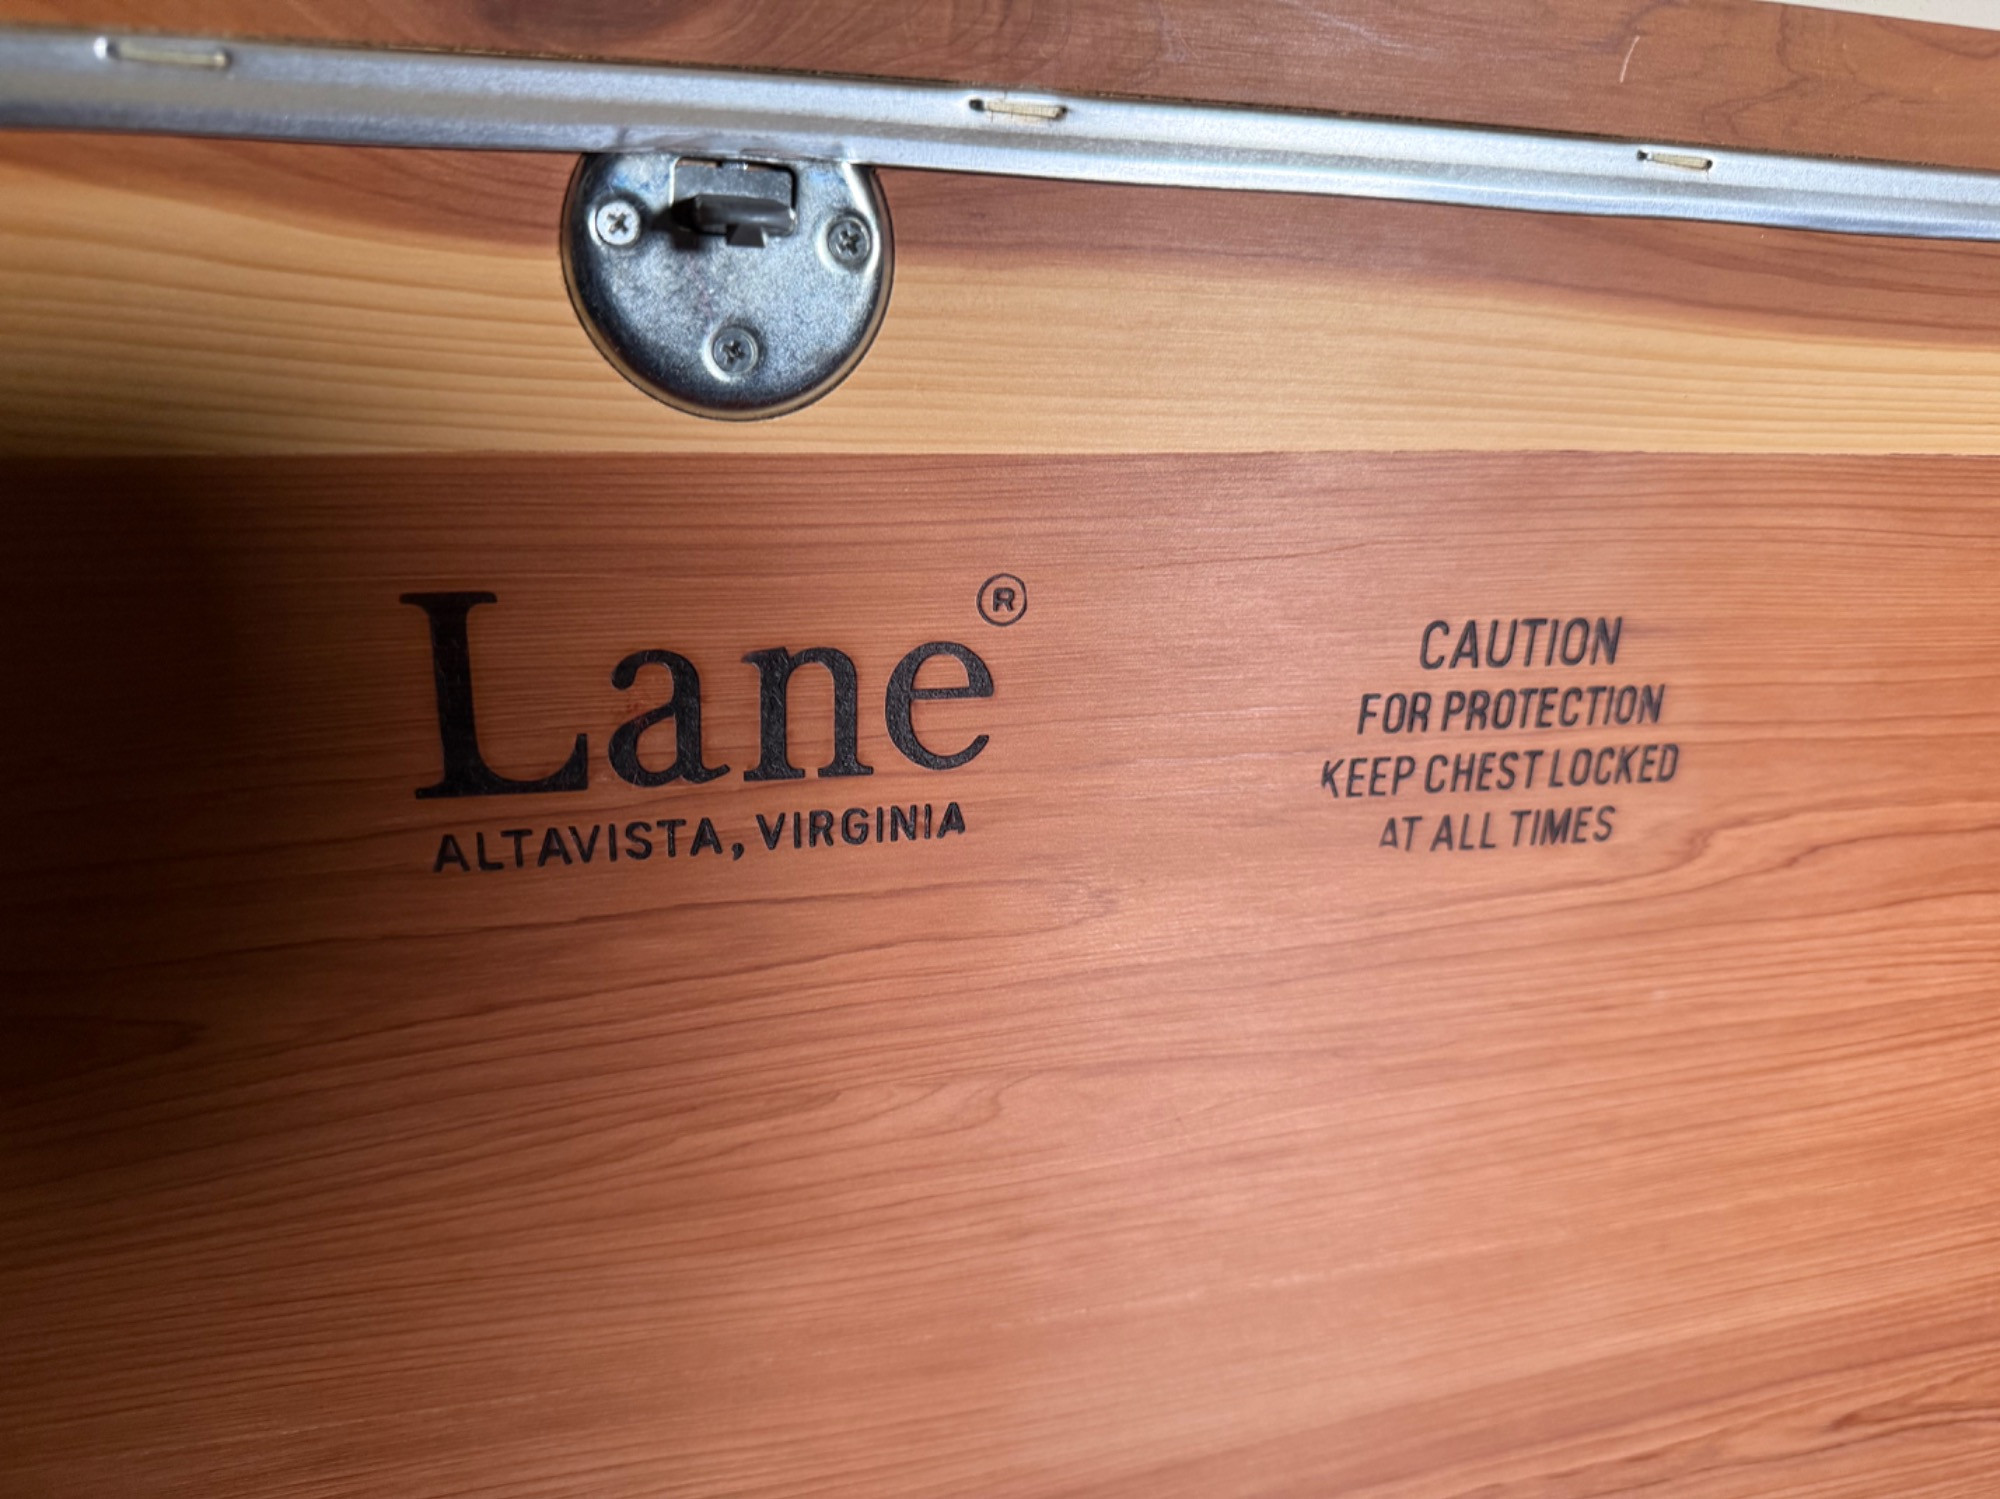 Lane®
ALTAVISTA, VIRGINIA
CAUTION
FOR PROTECTION
KEEP CHEST LOCKED
AT ALL TIMES